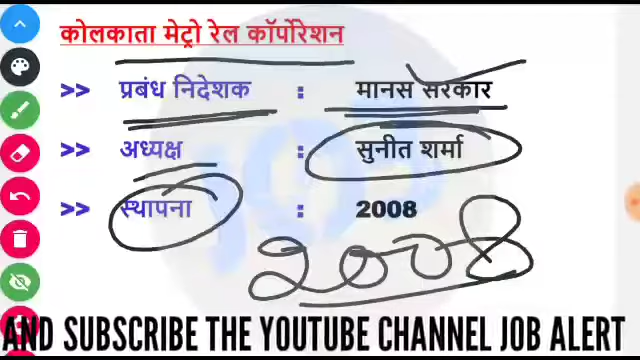 कोलकाता मेट्रो रेल कॉर्पोरेशन
>> प्रबंध निदेशक : मानस सरकार
>> अध्यक्ष : सुनीत शर्मा
>> स्थापना : 2008
2008
AND SUBSCRIBE THE YOUTUBE CHANNEL JOB ALERT